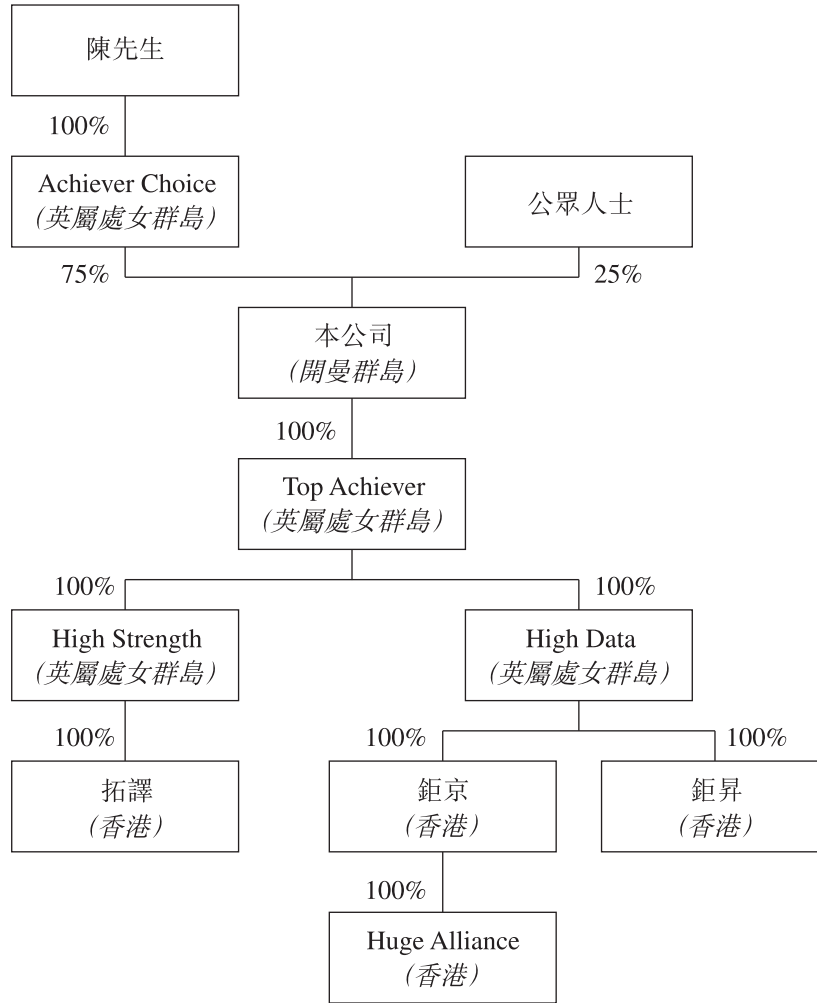 陳先生
100%
Achiever Choice
(英屬處女群島)
公眾人士
75%
25%
本公司
(開曼群島)
100%
Top Achiever
(英屬處女群島)
100%
100%
High Strength
(英屬處女群島)
High Data
(英屬處女群島)
100%
100%
100%
拓譯
(香港)
鉅京
(香港)
鉅昇
(香港)
100%
Huge Alliance
(香港)